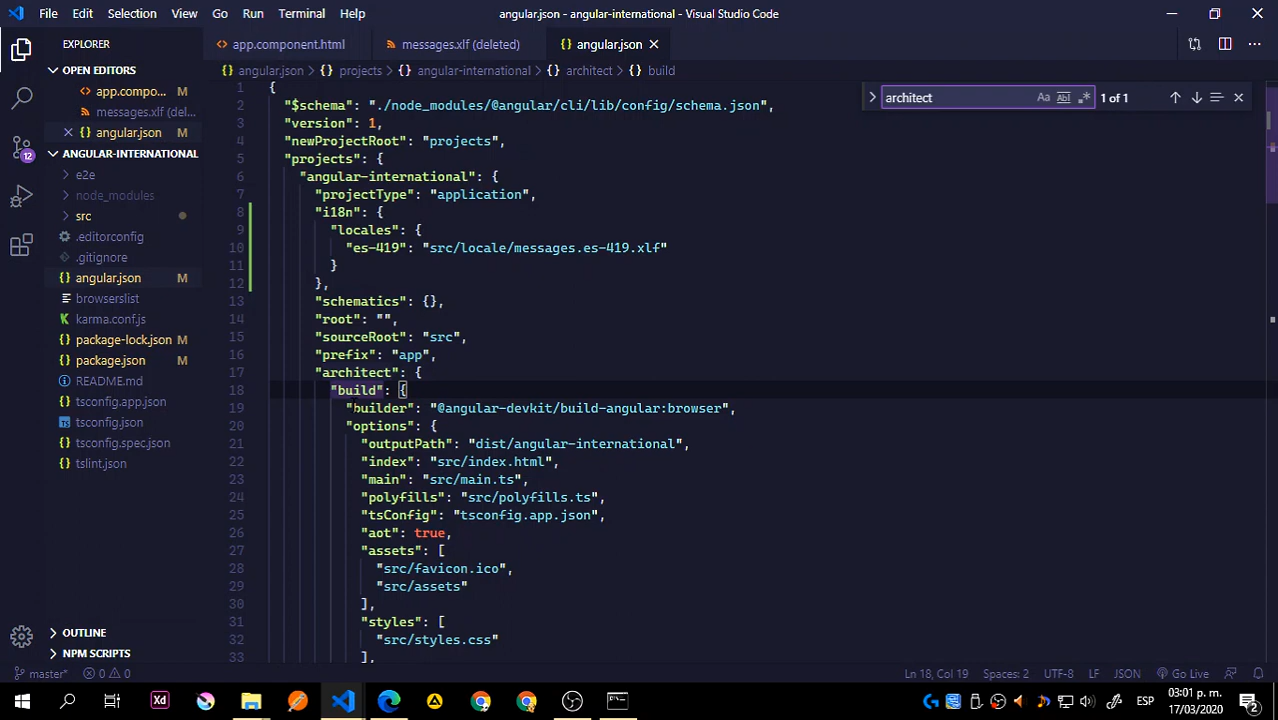 File Edit Selection View Go Run Terminal Help
angular.json - angular-international - Visual Studio Code
EXPLORER
app.component.html
messages.xlf (deleted)
angular.json
OPEN EDITORS
angular.json > projects > angular-international > architect > build
app.compo...
messages.xlf (del...
angular.json M
architect
Aa
1 of 1
ANGULAR-INTERNATIONAL
e2e
node_modules
src
.editorconfig
.gitignore
angular.json M
browserslist
karma.conf.js
package-lock.json M
package.json M
README.md
tsconfig.app.json
tsconfig.json
tsconfig.spec.json
tslint.json
OUTLINE
NPM SCRIPTS
12
1 {
2 "$schema": "./node_modules/@angular/cli/lib/config/schema.json",
3 "version": 1,
4 "newProjectRoot": "projects",
5 "projects": {
6 "angular-international": {
7 "projectType": "application",
8 "i18n": {
9 "locales": {
10 "es-419": "src/locale/messages.es-419.xlf"
11 }
12 },
13 "schematics": {},
14 "root": "",
15 "sourceRoot": "src",
16 "prefix": "app",
17 "architect": {
18 "build": {
19 "builder": "@angular-devkit/build-angular:browser",
20 "options": {
21 "outputPath": "dist/angular-international",
22 "index": "src/index.html",
23 "main": "src/main.ts",
24 "polyfills": "src/polyfills.ts",
25 "tsConfig": "tsconfig.app.json",
26 "aot": true,
27 "assets": [
28 "src/favicon.ico",
29 "src/assets"
30 ],
31 "styles": [
32 "src/styles.css"
33 ],
master* 0 0
Ln 18, Col 19 Spaces: 2 UTF-8 LF JSON Go Live
Xd
ESP
03:01 p. m.
17/03/2020
2